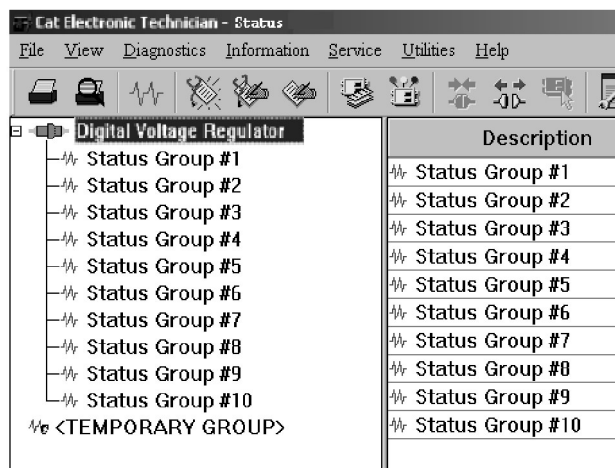 Cat Electronic Technician - Status
File View Diagnostics Information Service Utilities Help
Digital Voltage Regulator
Status Group #1
Status Group #2
Status Group #3
Status Group #4
Status Group #5
Status Group #6
Status Group #7
Status Group #8
Status Group #9
Status Group #10
<TEMPORARY GROUP>
Description
Status Group #1
Status Group #2
Status Group #3
Status Group #4
Status Group #5
Status Group #6
Status Group #7
Status Group #8
Status Group #9
Status Group #10